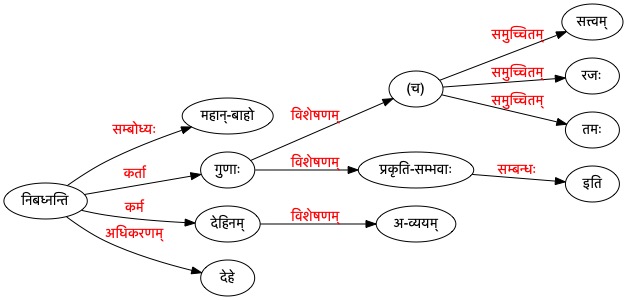 सत्त्वम्
समुच्चितम्
समुच्चितम्
रजः
(च)
समुच्चितम्
महान्-बाहो
विशेषणम्
तमः
सम्बोध्यः
कर्ता
गुणाः
विशेषणम्
प्रकृति-सम्भवाः
सम्बन्धः
इति
निबध्नन्ति
कर्म
देहिनम्
विशेषणम्
अ-व्ययम्
अधिकरणम्
देहे